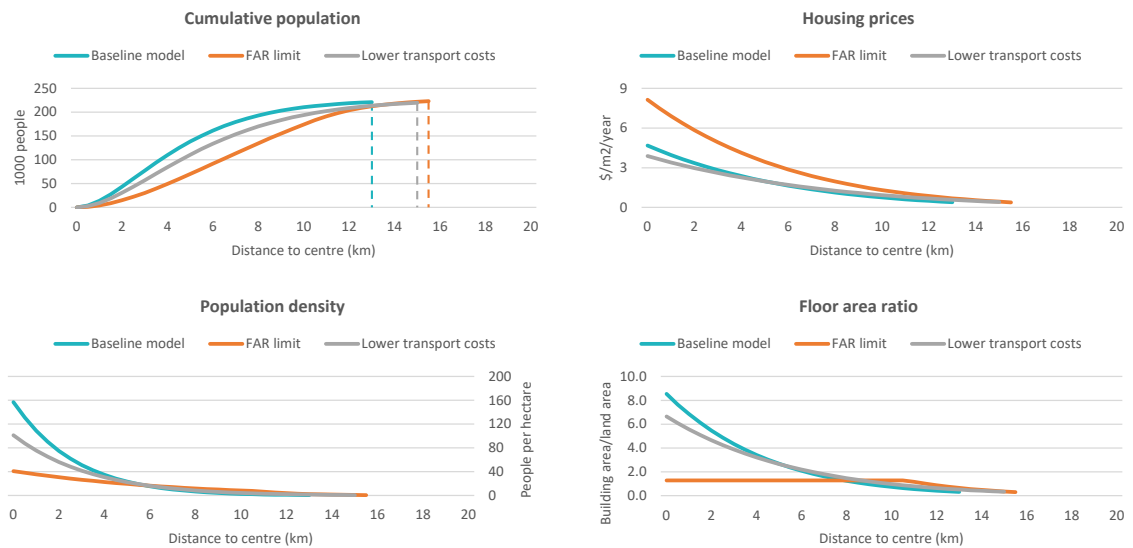 Cumulative population
Baseline model FAR limit Lower transport costs
1000 people
250
200
150
100
50
0
0 2 4 6 8 10 12 14 16 18 20
Distance to centre (km)
Housing prices
Baseline model FAR limit Lower transport costs
$/m2/year
9
6
3
0
0 2 4 6 8 10 12 14 16 18 20
Distance to centre (km)
Population density
Baseline model FAR limit Lower transport costs
200
160
120
80
40
0
People per hectare
0 2 4 6 8 10 12 14 16 18 20
Distance to centre (km)
Floor area ratio
Baseline model FAR limit Lower transport costs
Building area/land area
10.0
8.0
6.0
4.0
2.0
0.0
0 2 4 6 8 10 12 14 16 18 20
Distance to centre (km)